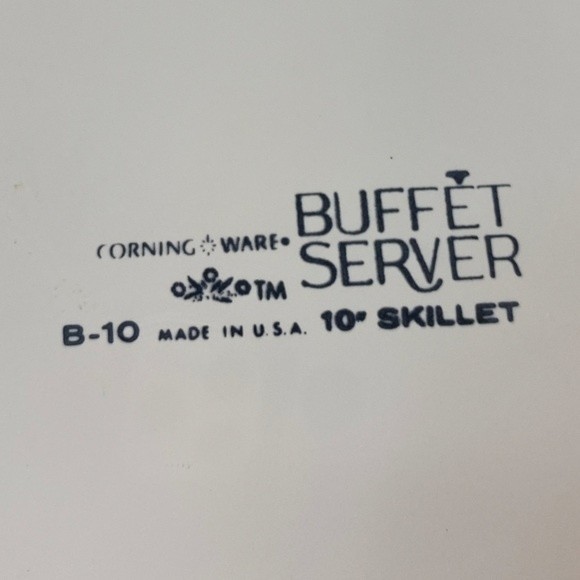 BUFFET
SERVER
CORNING WARE®
TM
B-10 MADE IN U.S.A. 10" SKILLET